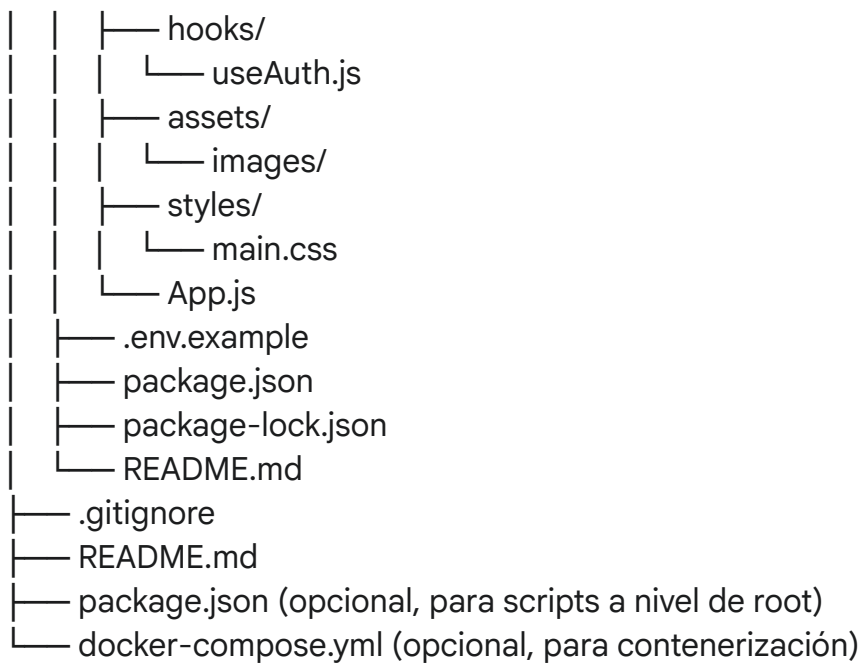 │   │   ├── hooks/
│   │   │   └── useAuth.js
│   │   ├── assets/
│   │   │   └── images/
│   │   ├── styles/
│   │   │   └── main.css
│   │   └── App.js
│   ├── .env.example
│   ├── package.json
│   ├── package-lock.json
│   └── README.md
├── .gitignore
├── README.md
├── package.json (opcional, para scripts a nivel de root)
└── docker-compose.yml (opcional, para contenerización)